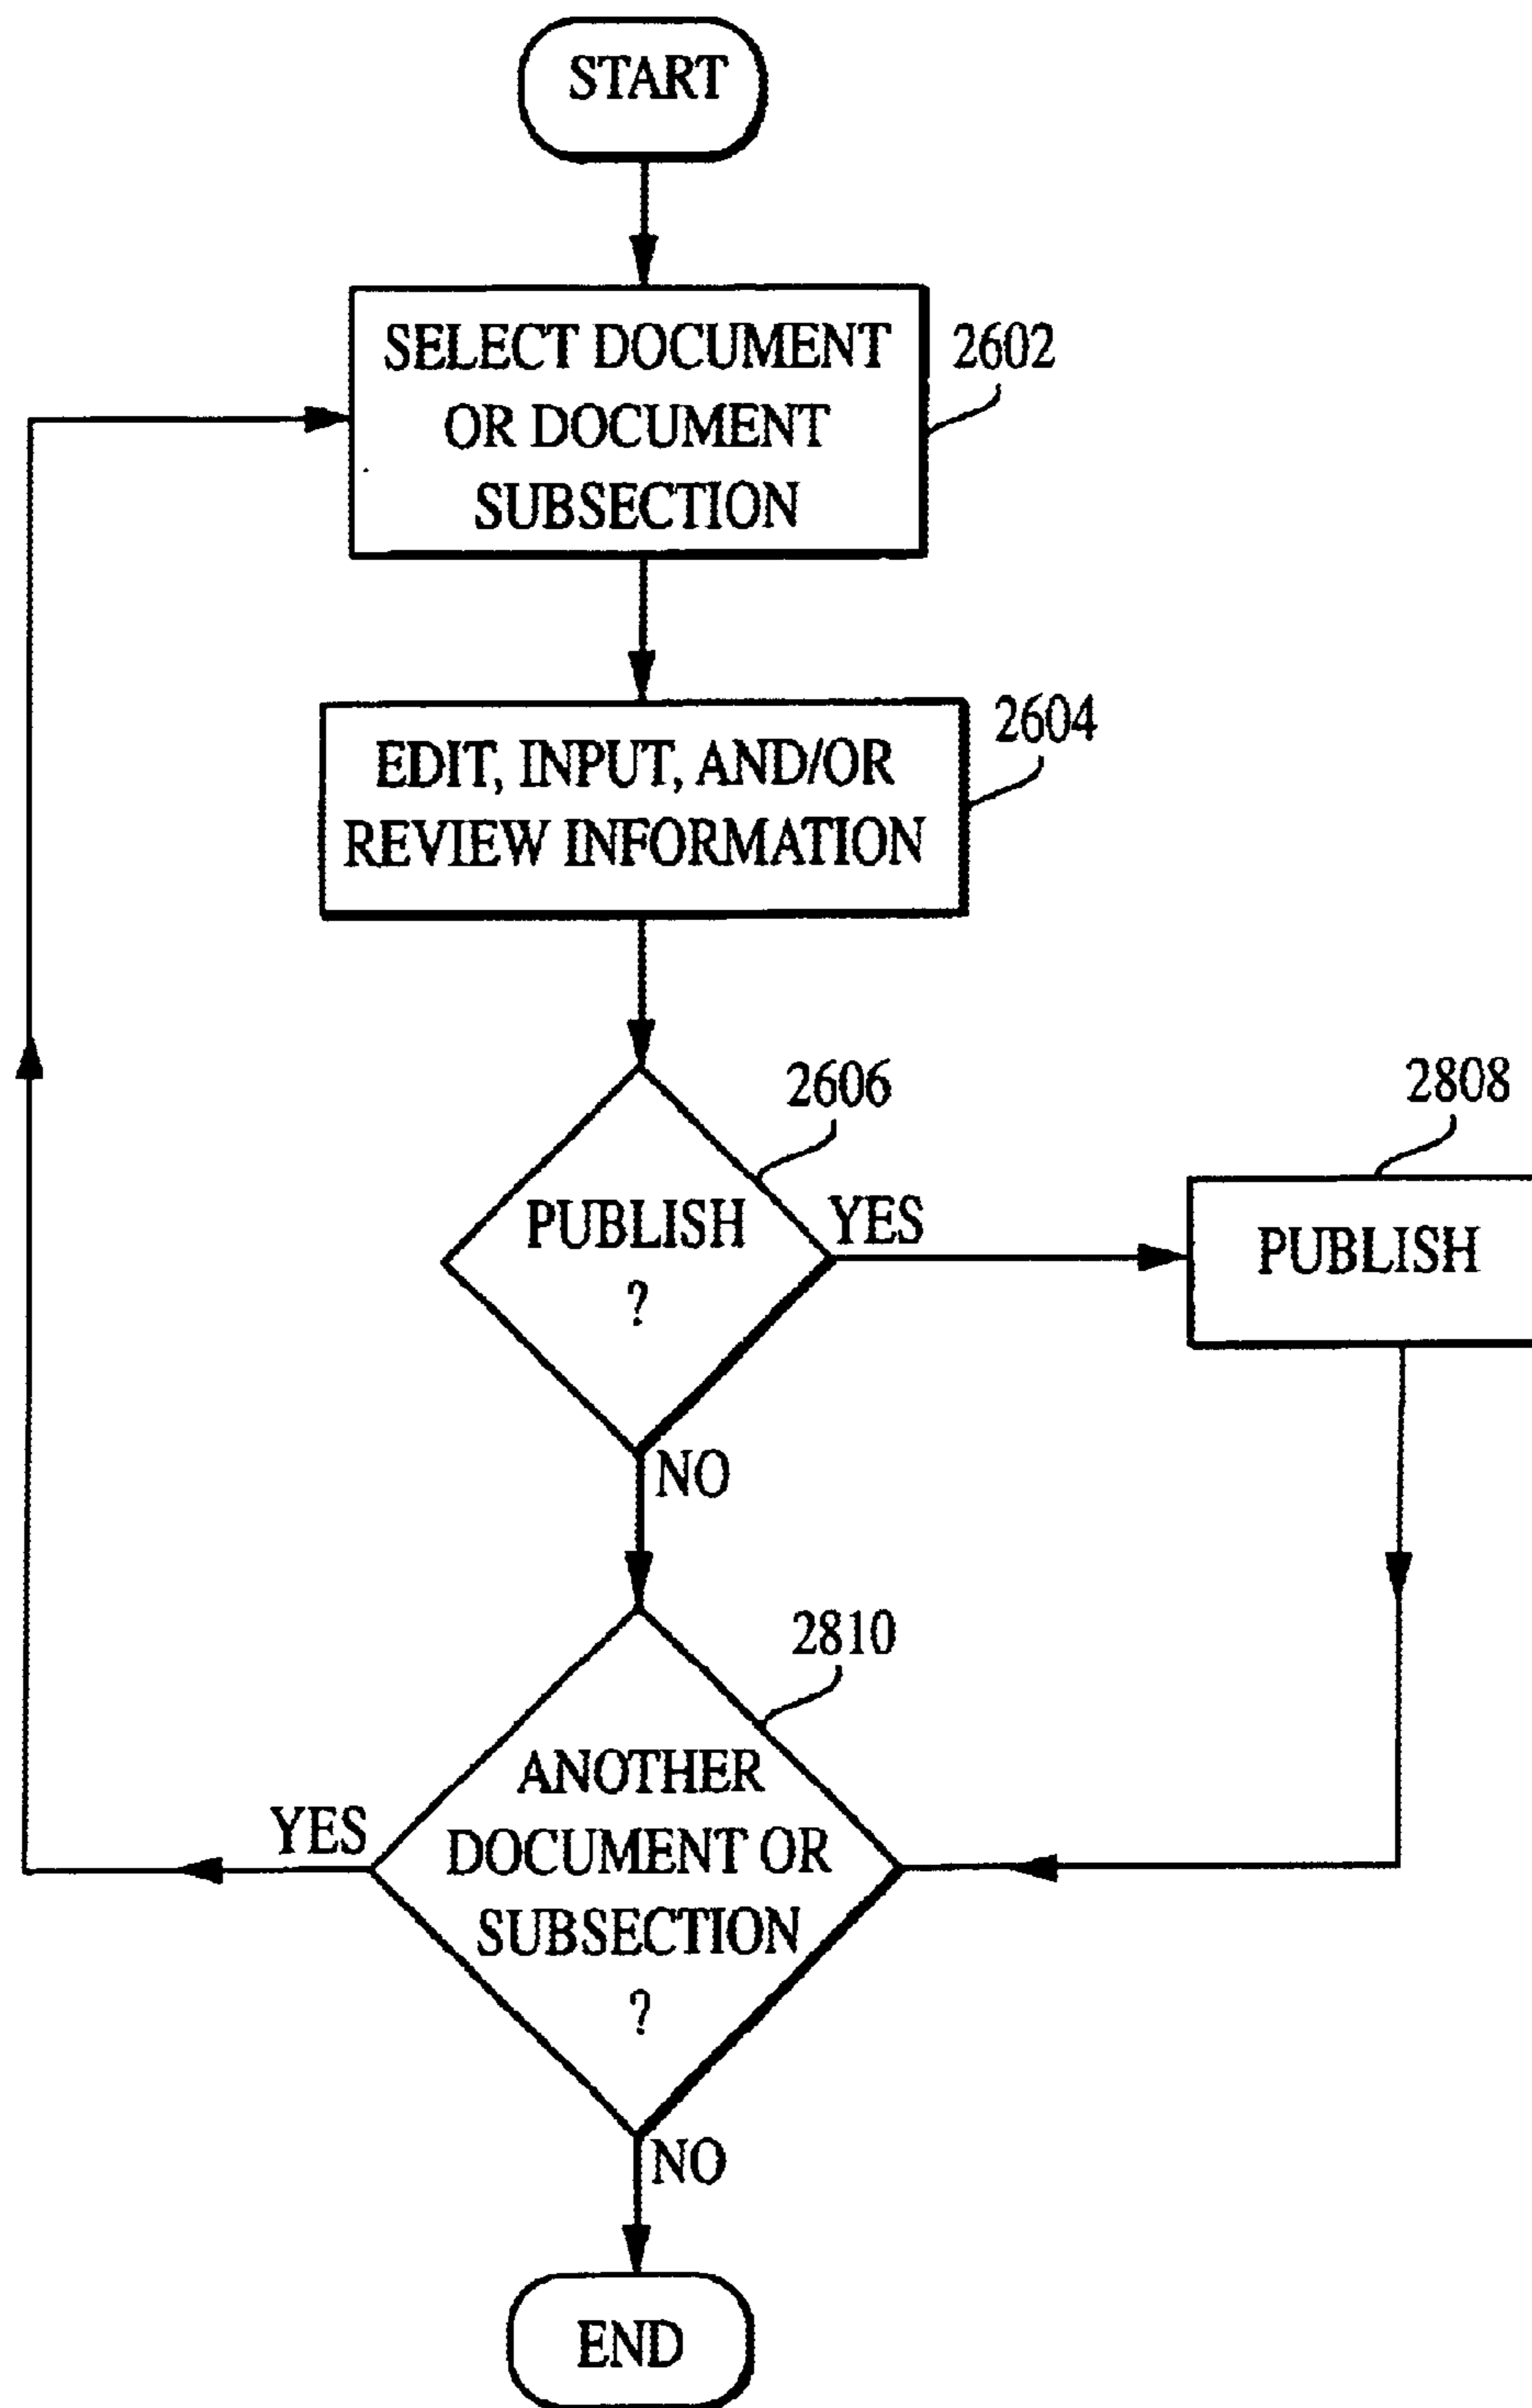 START
SELECT DOCUMENT
OR DOCUMENT
SUBSECTION
2602
EDIT, INPUT, AND/OR
REVIEW INFORMATION
2604
PUBLISH
?
2606
YES
2808
PUBLISH
NO
2810
ANOTHER
DOCUMENT OR
SUBSECTION
?
YES
NO
END